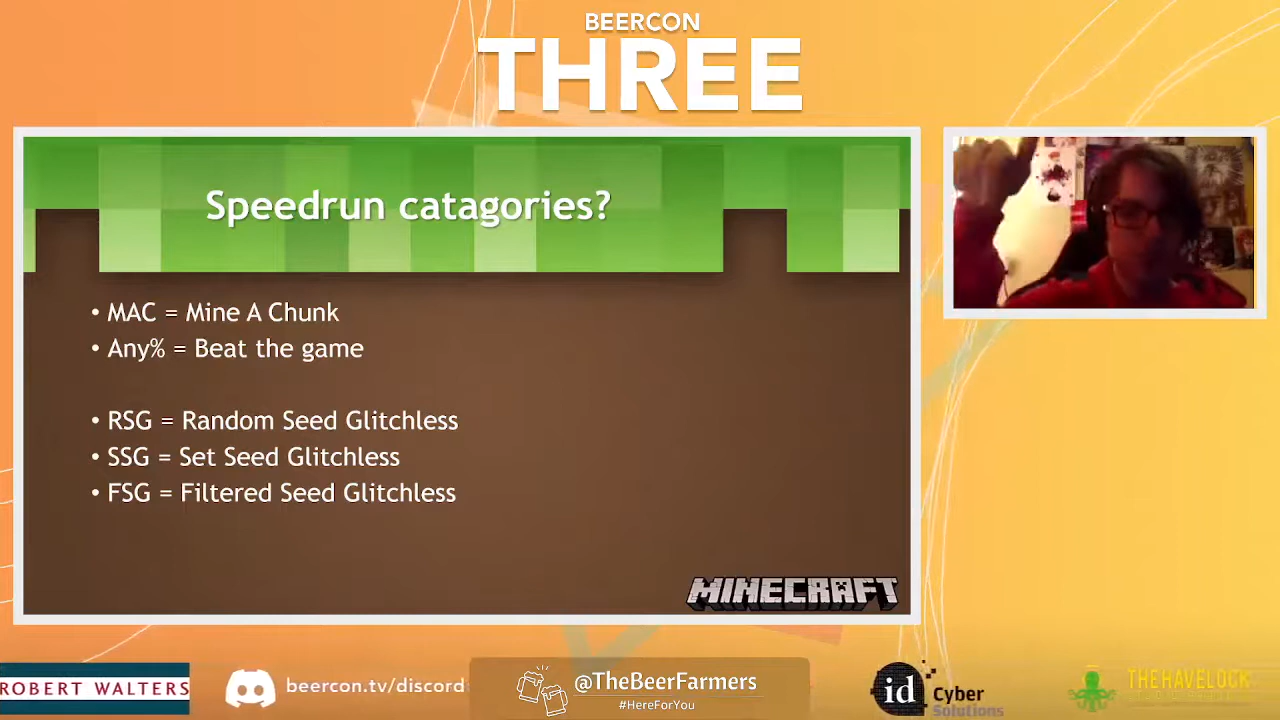 BEERCON
THREE
Speedrun catagories?
• MAC = Mine A Chunk
• Any% = Beat the game
• RSG = Random Seed Glitchless
• SSG = Set Seed Glitchless
• FSG = Filtered Seed Glitchless
MINECRAFT
ROBERT WALTERS
beercon.tv/discord
@TheBeerFarmers
#HereForYou
id Cyber
Solutions
THEHAVELOCK